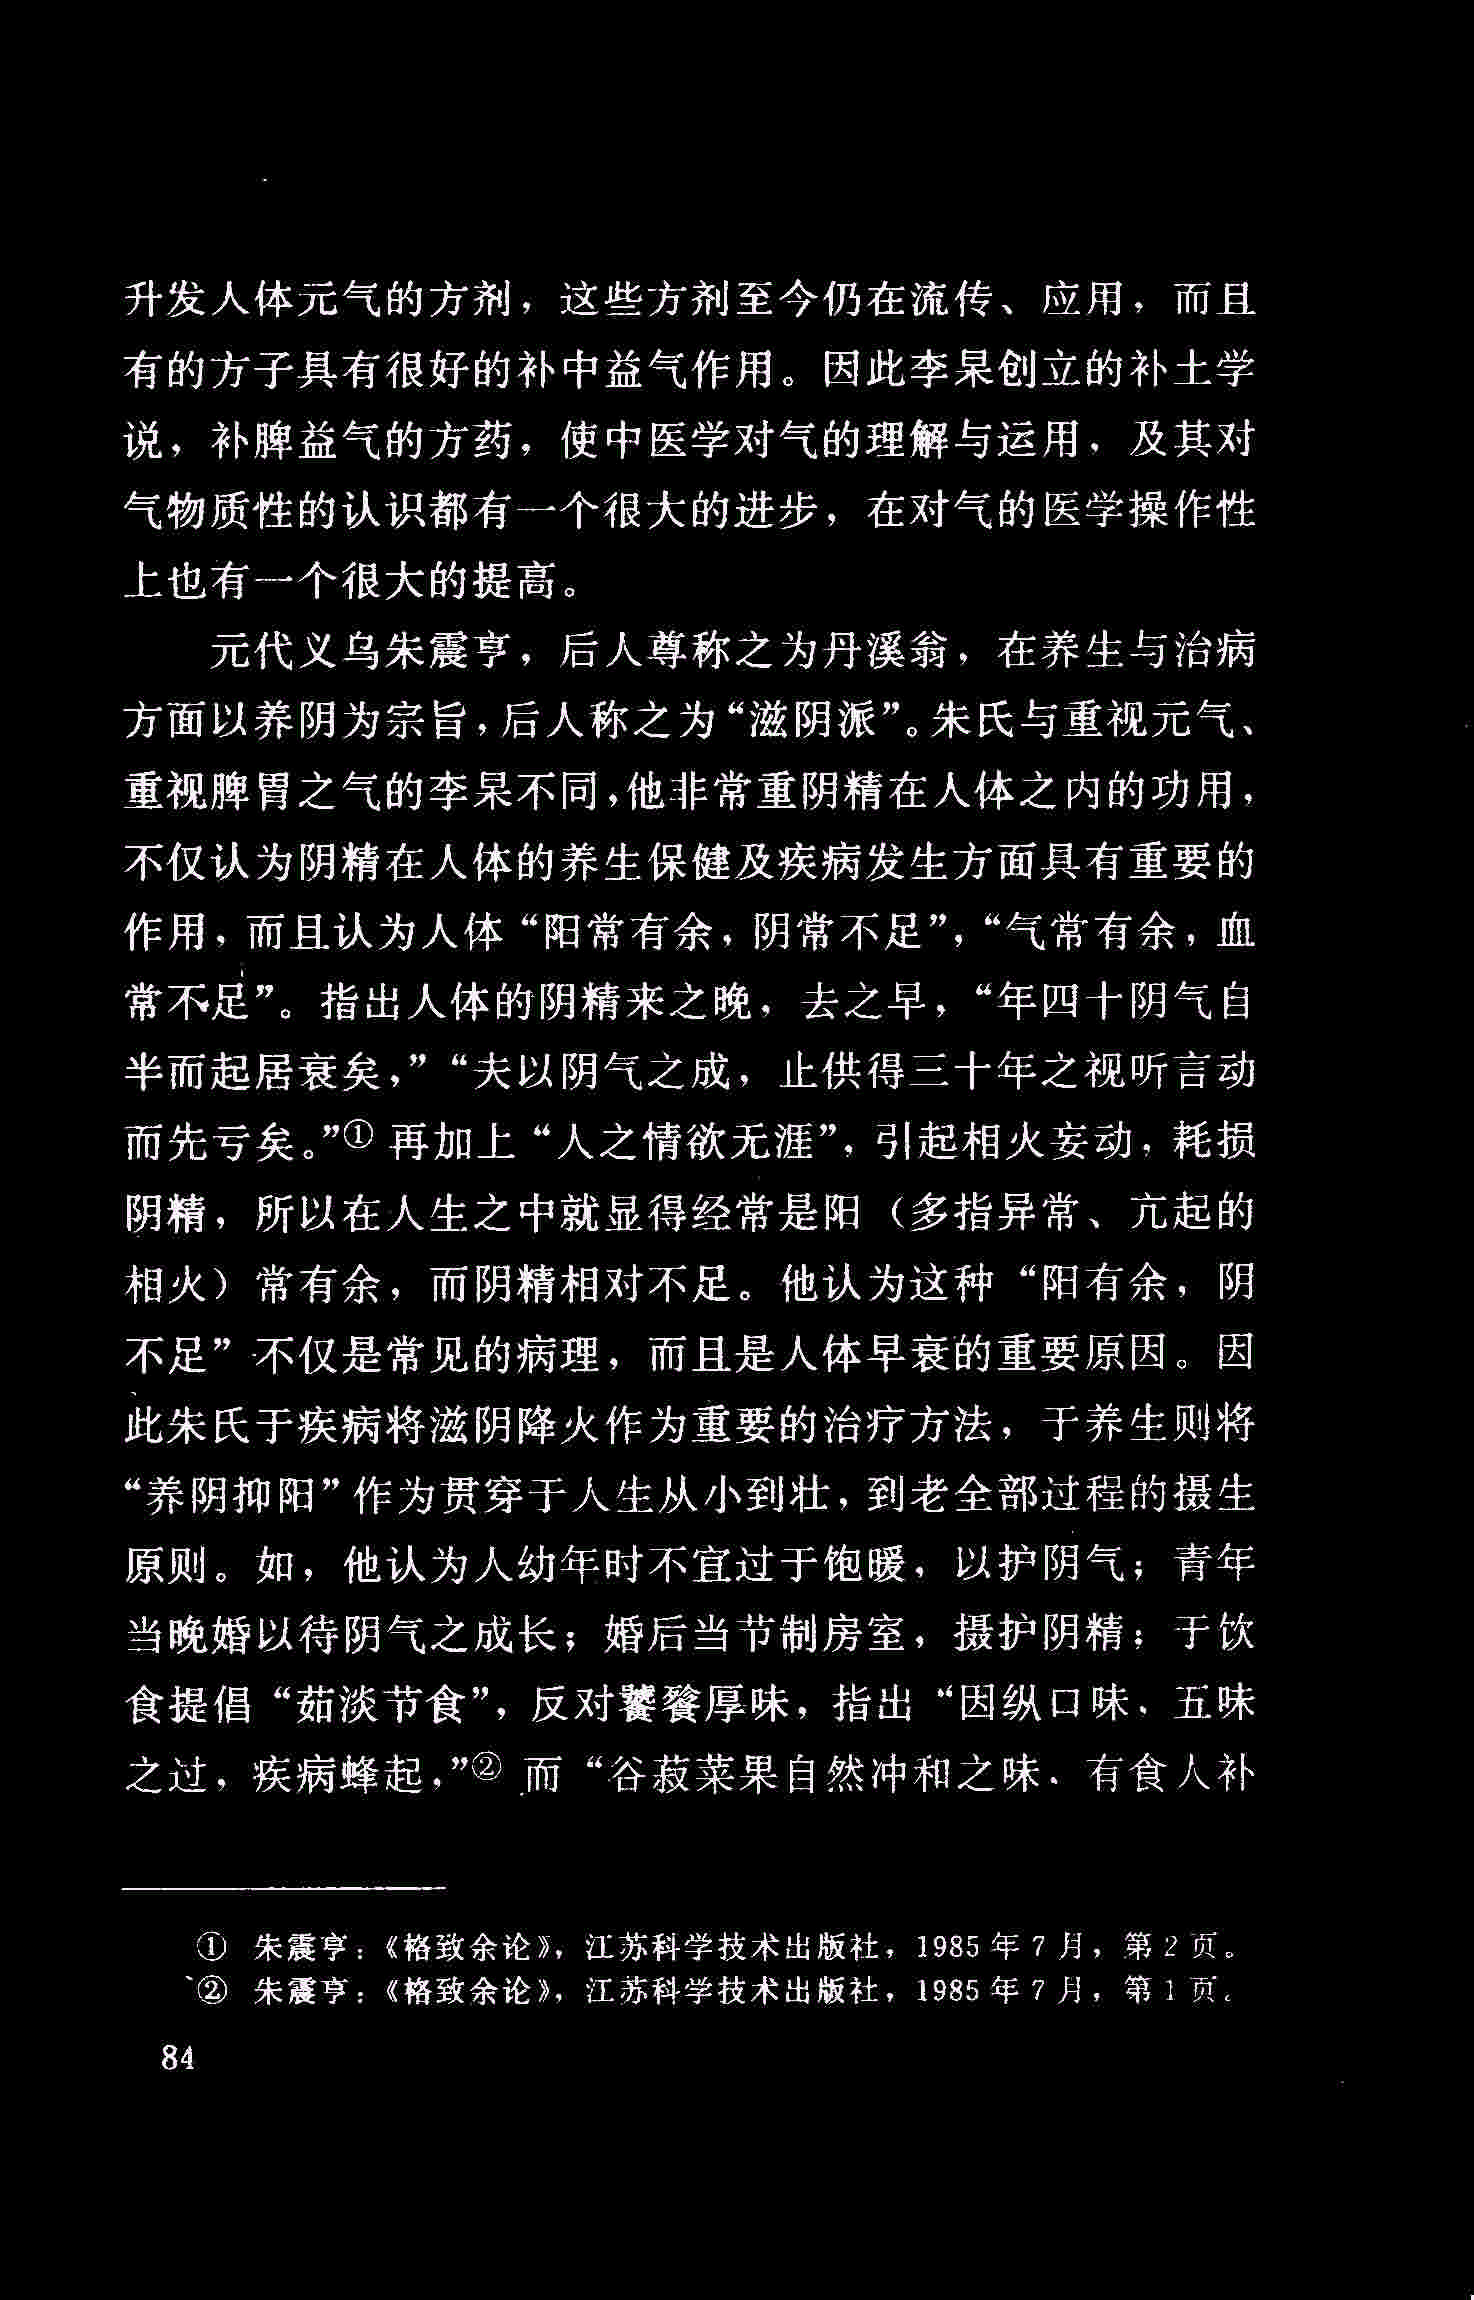 升发人体元气的方剂，这些方剂至今仍在流传、应用，而且
有的方子具有很好的补中益气作用。因此李杲创立的补土学
说，补脾益气的方药，使中医学对气的理解与运用，及其对
气物质性的认识都有一个很大的进步，在对气的医学操作性
上也有一个很大的提高。
元代义乌朱震亨，后人尊称之为丹溪翁，在养生与治病
方面以养阴为宗旨，后人称之为“滋阴派”。朱氏与重视元气、
重视脾胃之气的李杲不同，他非常重阴精在人体之内的功用，
不仅认为阴精在人体的养生保健及疾病发生方面具有重要的
作用，而且认为人体“阳常有余，阴常不足”，“气常有余，血
常不足”。指出人体的阴精来之晚，去之早，“年四十阴气自
半而起居衰矣，”“夫以阴气之成，止供得三十年之视听言动
而先亏矣。”①再加上“人之情欲无涯”，引起相火妄动，耗损
阴精，所以在人生之中就显得经常是阳（多指异常、亢起的
相火）常有余，而阴精相对不足。他认为这种“阳有余，阴
不足”不仅是常见的病理，而且是人体早衰的重要原因。因
此朱氏于疾病将滋阴降火作为重要的治疗方法，于养生则将
“养阴抑阳”作为贯穿于人生从小到壮，到老全部过程的摄生
原则。如，他认为人幼年时不宜过于饱暖，以护阴气；青年
当晚婚以待阴气之成长；婚后当节制房室，摄护阴精；于饮
食提倡“茹淡节食”，反对饕餮厚味，指出“因纵口味、五味
之过，疾病蜂起，”②而“谷菽菜果自然冲和之味、有食人补
① 朱震亨：《格致余论》，江苏科学技术出版社，1985年7月，第2页。
② 朱震亨：《格致余论》，江苏科学技术出版社，1985年7月，第1页。
84